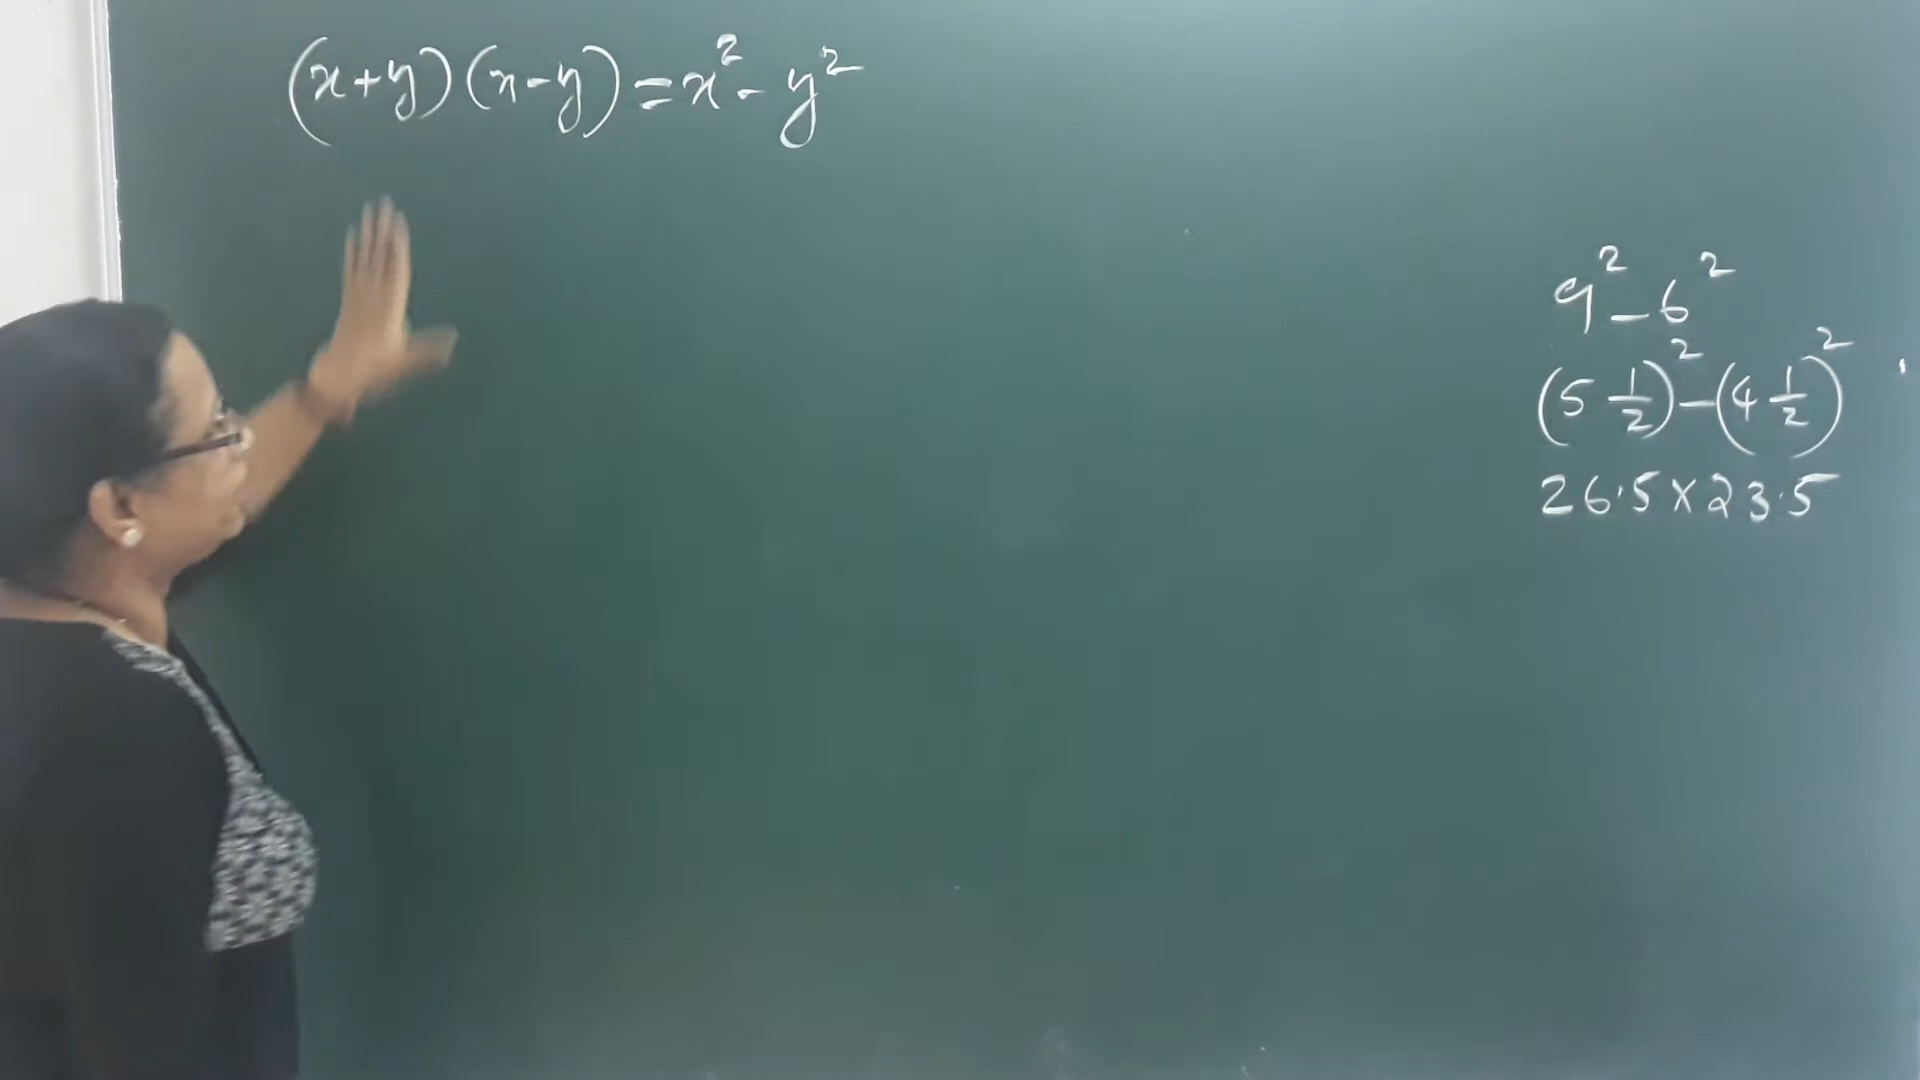 (x+y)(x-y)=x²-y²
9²-6²
(5 1/2)²-(4 1/2)²
26.5×23.5